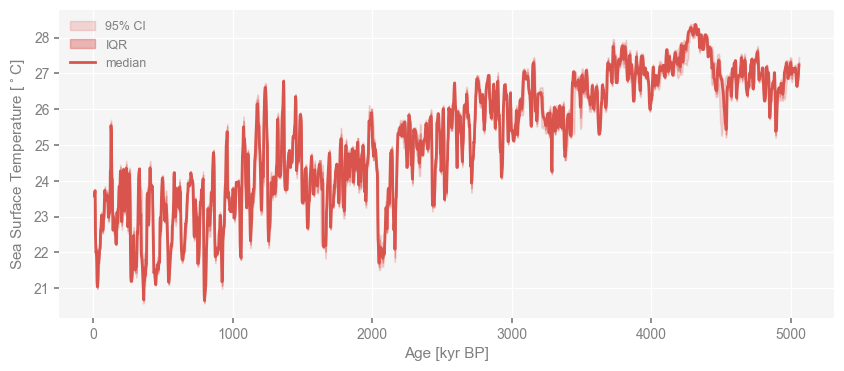 95% CI
IQR
median
Sea Surface Temperature [°C]
28
27
26
25
24
23
22
21
0 1000 2000 3000 4000 5000
Age [kyr BP]